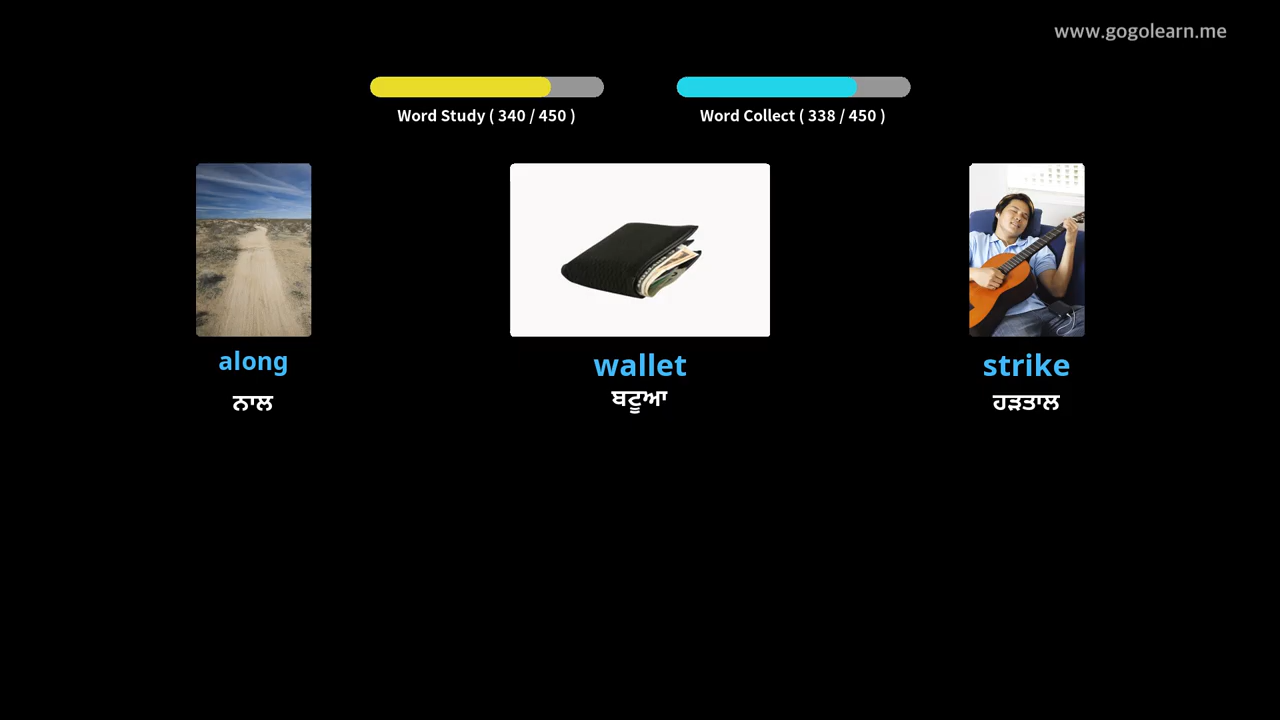 www.gogolearn.me
Word Study ( 340 / 450 )
Word Collect ( 338 / 450 )
along
ਨਾਲ
wallet
ਬਟੂਆ
strike
ਹੜਤਾਲ